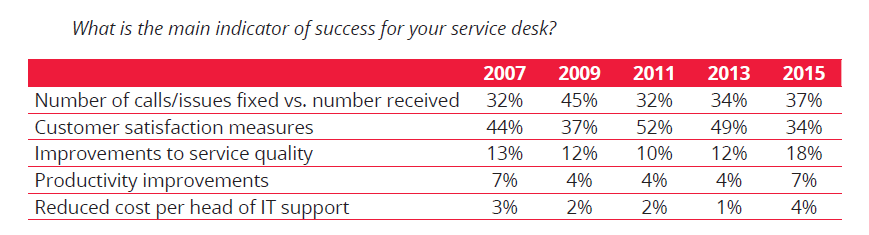 What is the main indicator of success for your service desk?
2007 2009 2011 2013 2015
Number of calls/issues fixed vs. number received 32% 45% 32% 34% 37%
Customer satisfaction measures 44% 37% 52% 49% 34%
Improvements to service quality 13% 12% 10% 12% 18%
Productivity improvements 7% 4% 4% 4% 7%
Reduced cost per head of IT support 3% 2% 2% 1% 4%